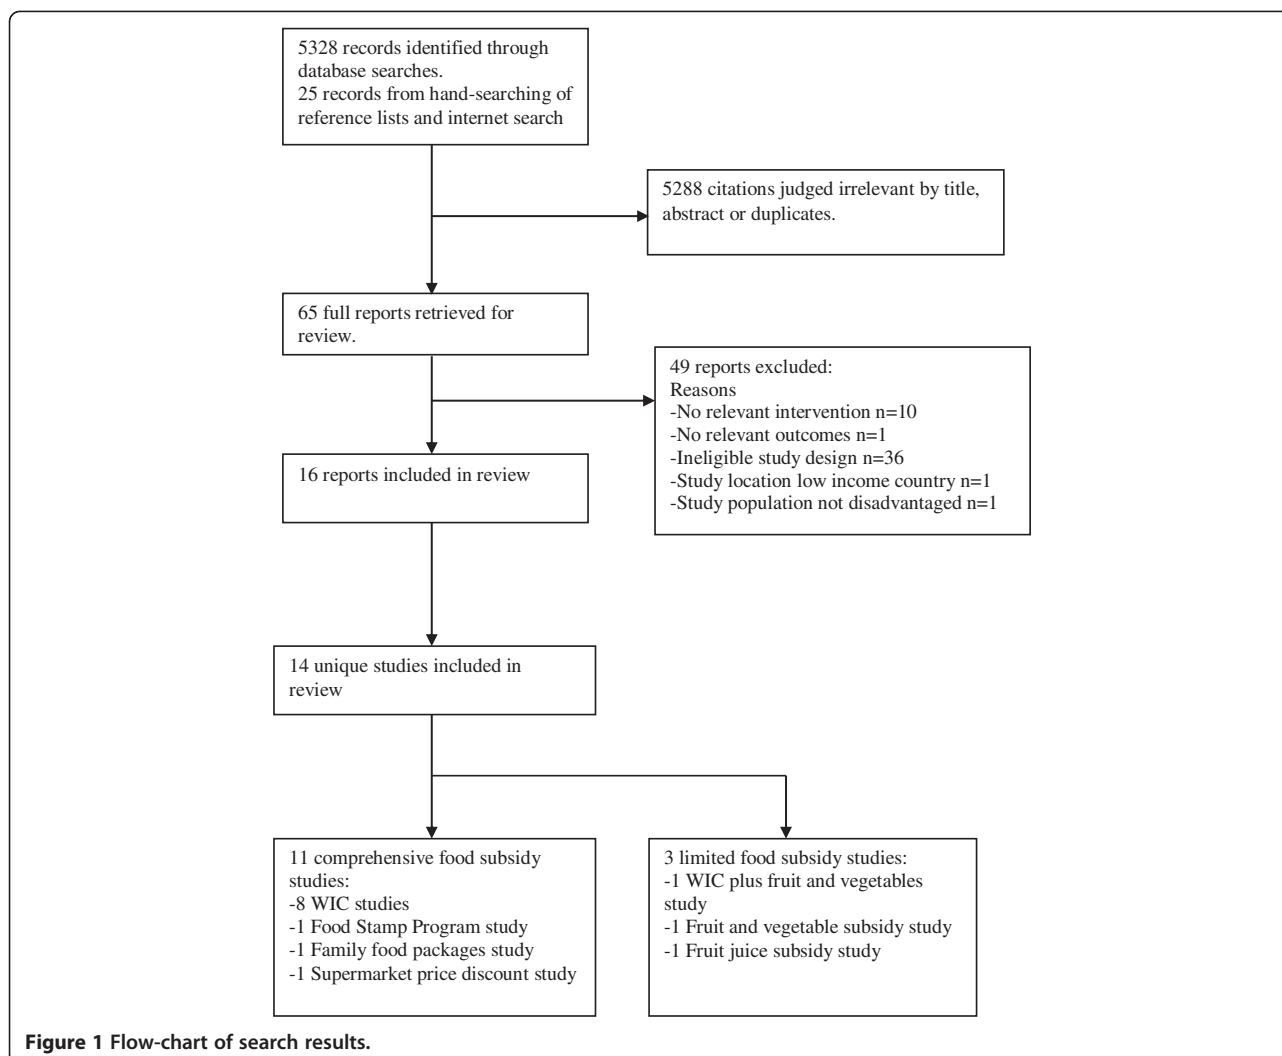 5328 records identified through
database searches.
25 records from hand-searching of
reference lists and internet search
5288 citations judged irrelevant by title,
abstract or duplicates.
65 full reports retrieved for
review.
49 reports excluded:
Reasons
-No relevant intervention n=10
-No relevant outcomes n=1
-Ineligible study design n=36
-Study location low income country n=1
-Study population not disadvantaged n=1
16 reports included in review
14 unique studies included in
review
11 comprehensive food subsidy
studies:
-8 WIC studies
-1 Food Stamp Program study
-1 Family food packages study
-1 Supermarket price discount study
3 limited food subsidy studies:
-1 WIC plus fruit and vegetables
study
-1 Fruit and vegetable subsidy study
-1 Fruit juice subsidy study
Figure 1 Flow-chart of search results.